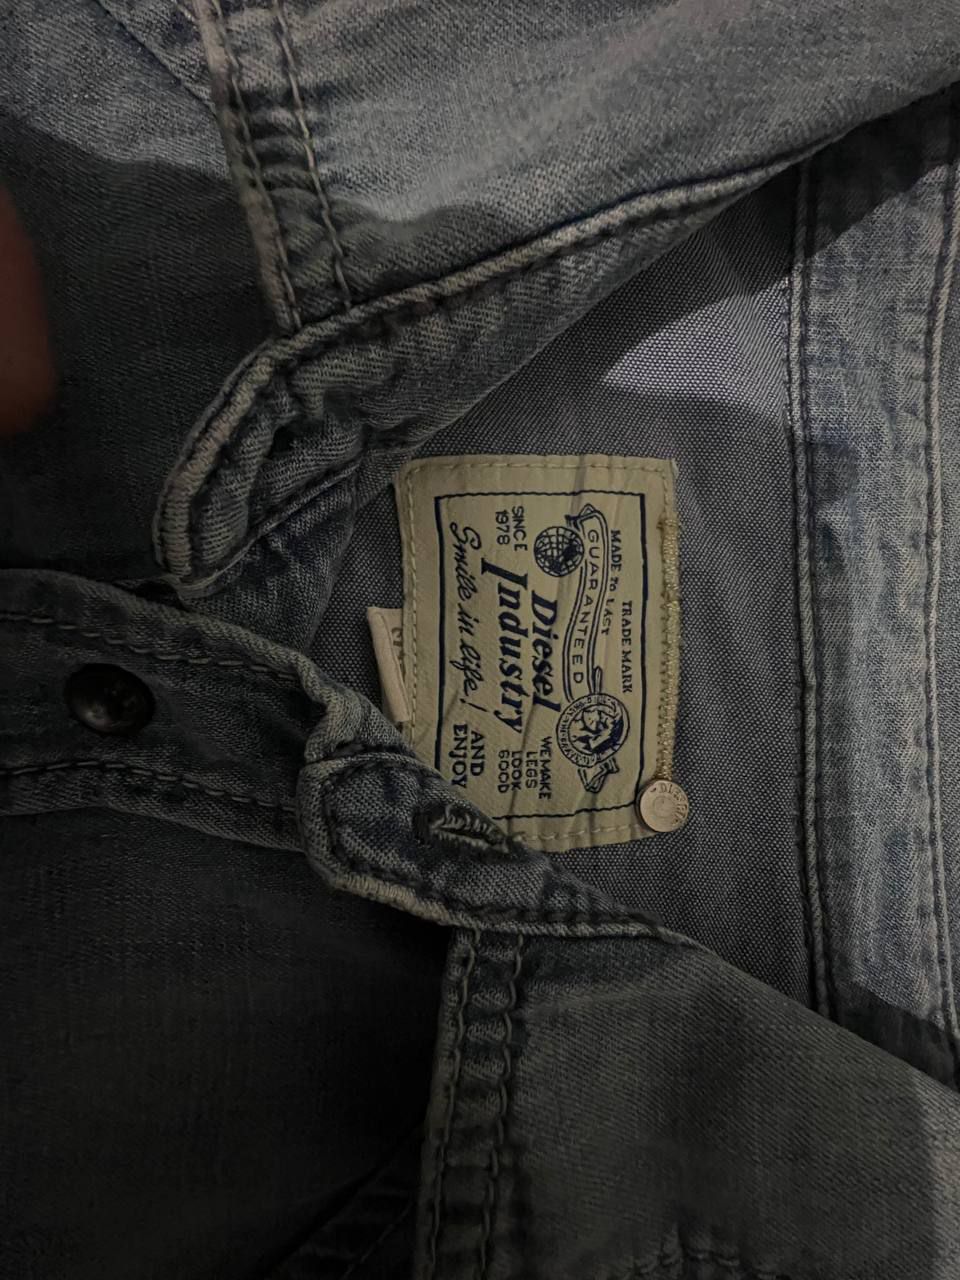 MADE TO LAST
TRADE MARK
GUARANTEED
Diesel
Industry
SINCE
1978
WE MAKE
LEGS
LOOK
GOOD
Smile in life!
AND
ENJOY